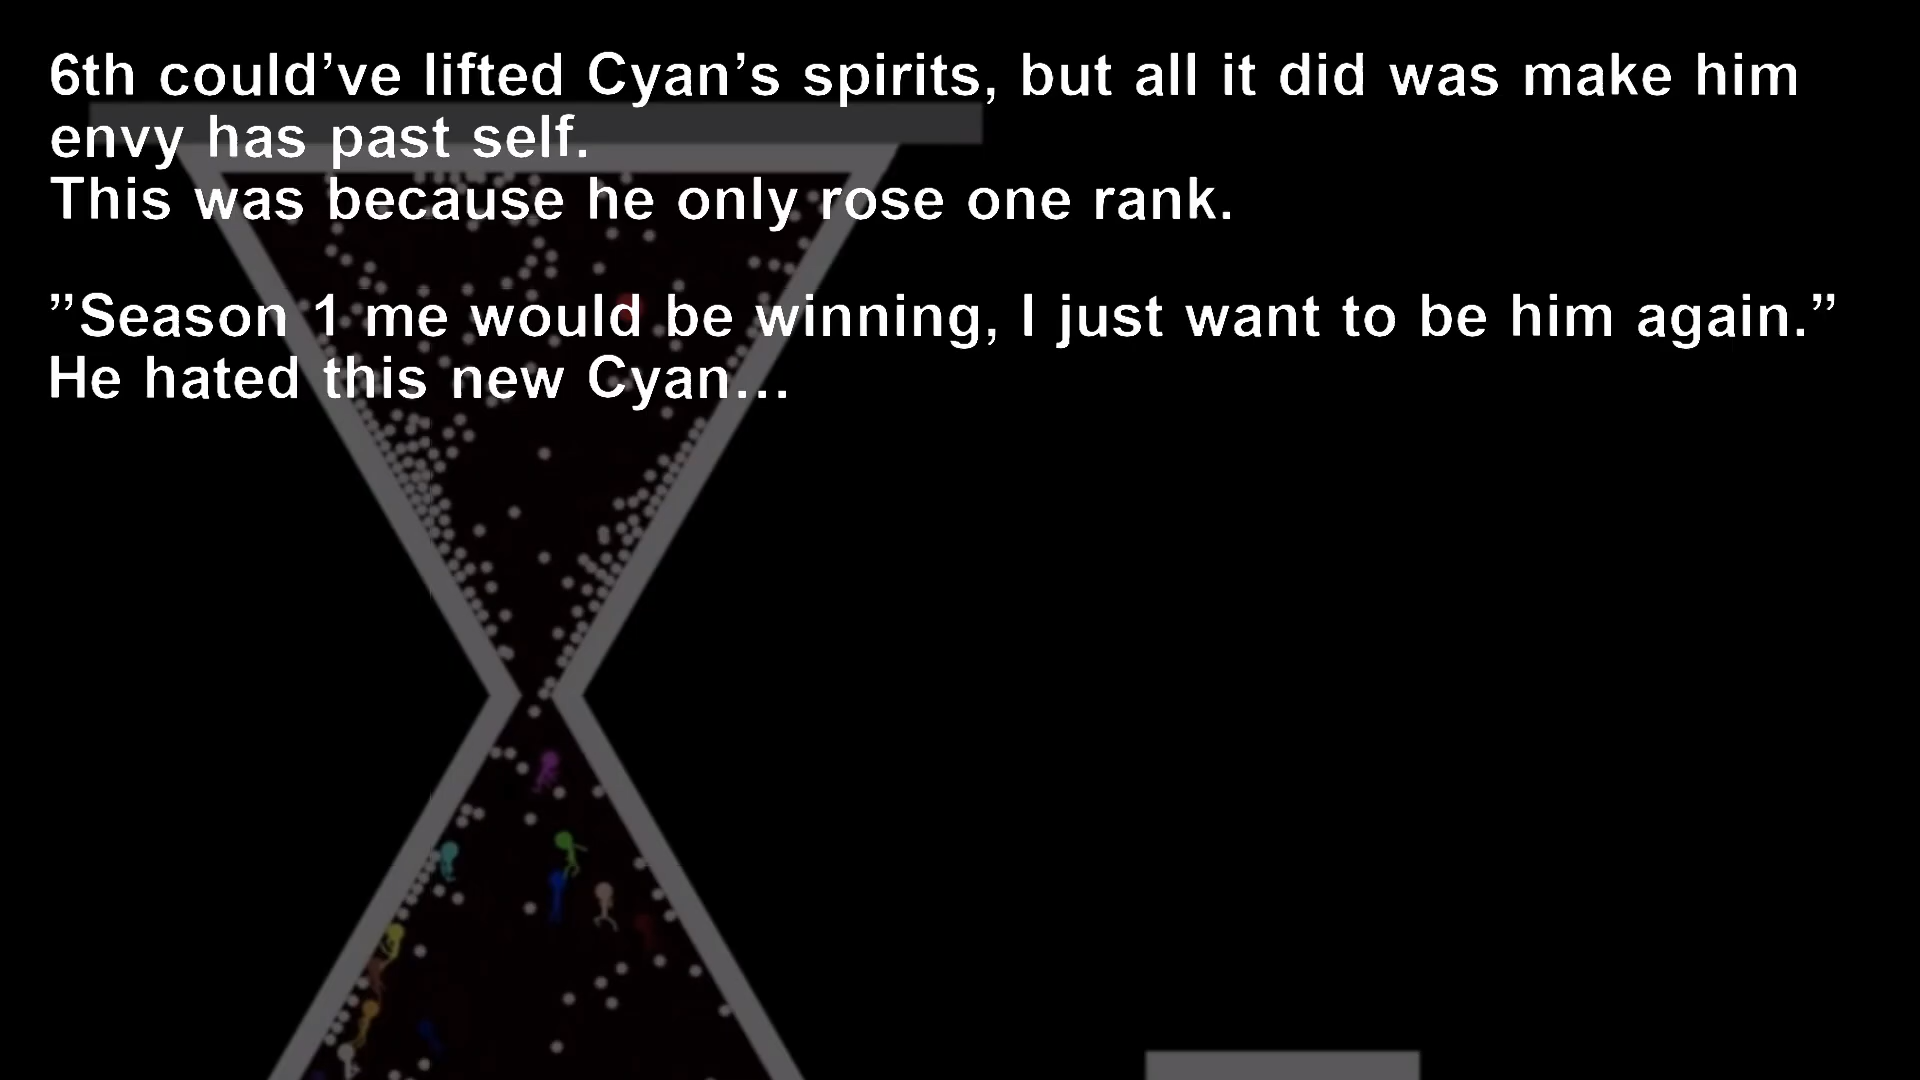 6th could’ve lifted Cyan’s spirits, but all it did was make him
envy has past self.
This was because he only rose one rank.
”Season 1 me would be winning, I just want to be him again.”
He hated this new Cyan…